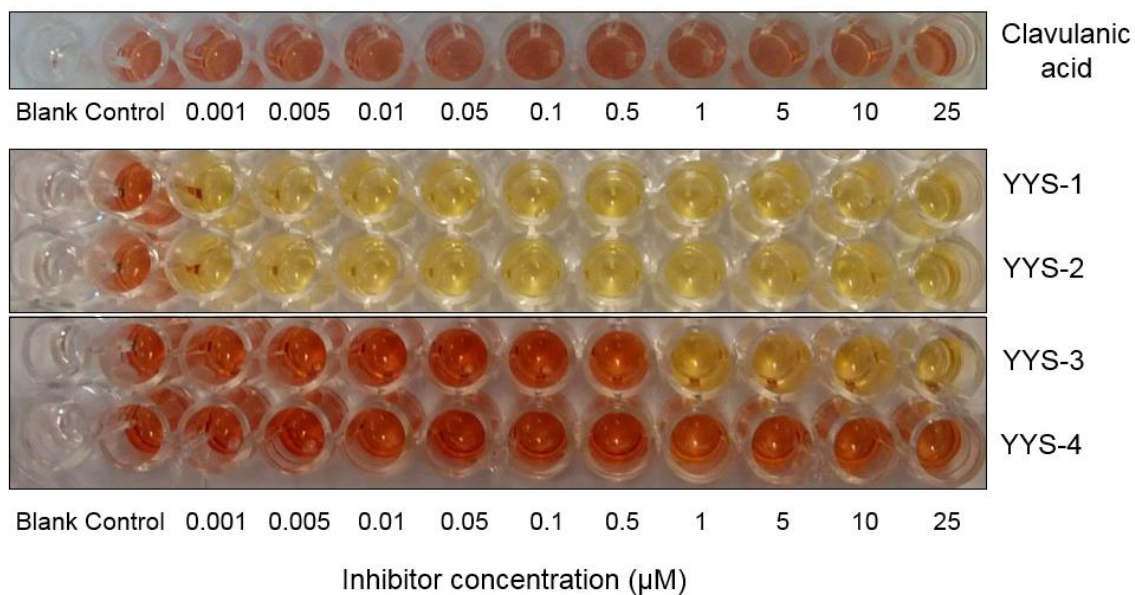 Clavulanic
acid
Blank Control 0.001 0.005 0.01 0.05 0.1 0.5 1 5 10 25
YYS-1
YYS-2
YYS-3
YYS-4
Blank Control 0.001 0.005 0.01 0.05 0.1 0.5 1 5 10 25
Inhibitor concentration (µM)